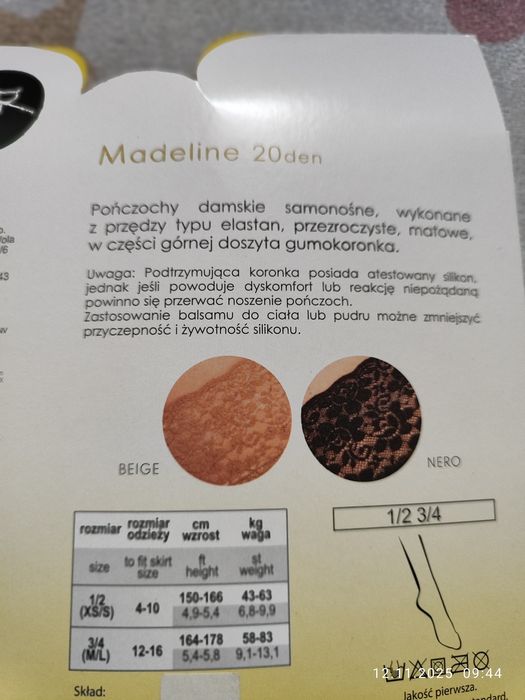 Madeline 20den
Pończochy damskie samonośne, wykonane
z przędzy typu elastan, przezroczyste, matowe,
w części górnej doszyta gumokoronka.
Uwaga: Podtrzymująca koronka posiada atestowany silikon,
jednak jeśli powoduje dyskomfort lub reakcję niepożądaną
powinno się przerwać noszenie pończoch.
Zastosowanie balsamu do ciała lub pudru możne zmniejszyć
przyczepność i żywotność silikonu.
BEIGE
NERO
rozmiar rozmiar odzieży cm wzrost kg waga
size to fit skirt size ft height st weight
1/2 (XS/S) 4-10 150-166 43-63
4,9-5,4 6,8-9,9
3/4 (M/L) 12-16 164-178 58-83
5,4-5,8 9,1-13,1
1/2 3/4
Skład:
Jakość pierwsza.
12.11.2025 09:44